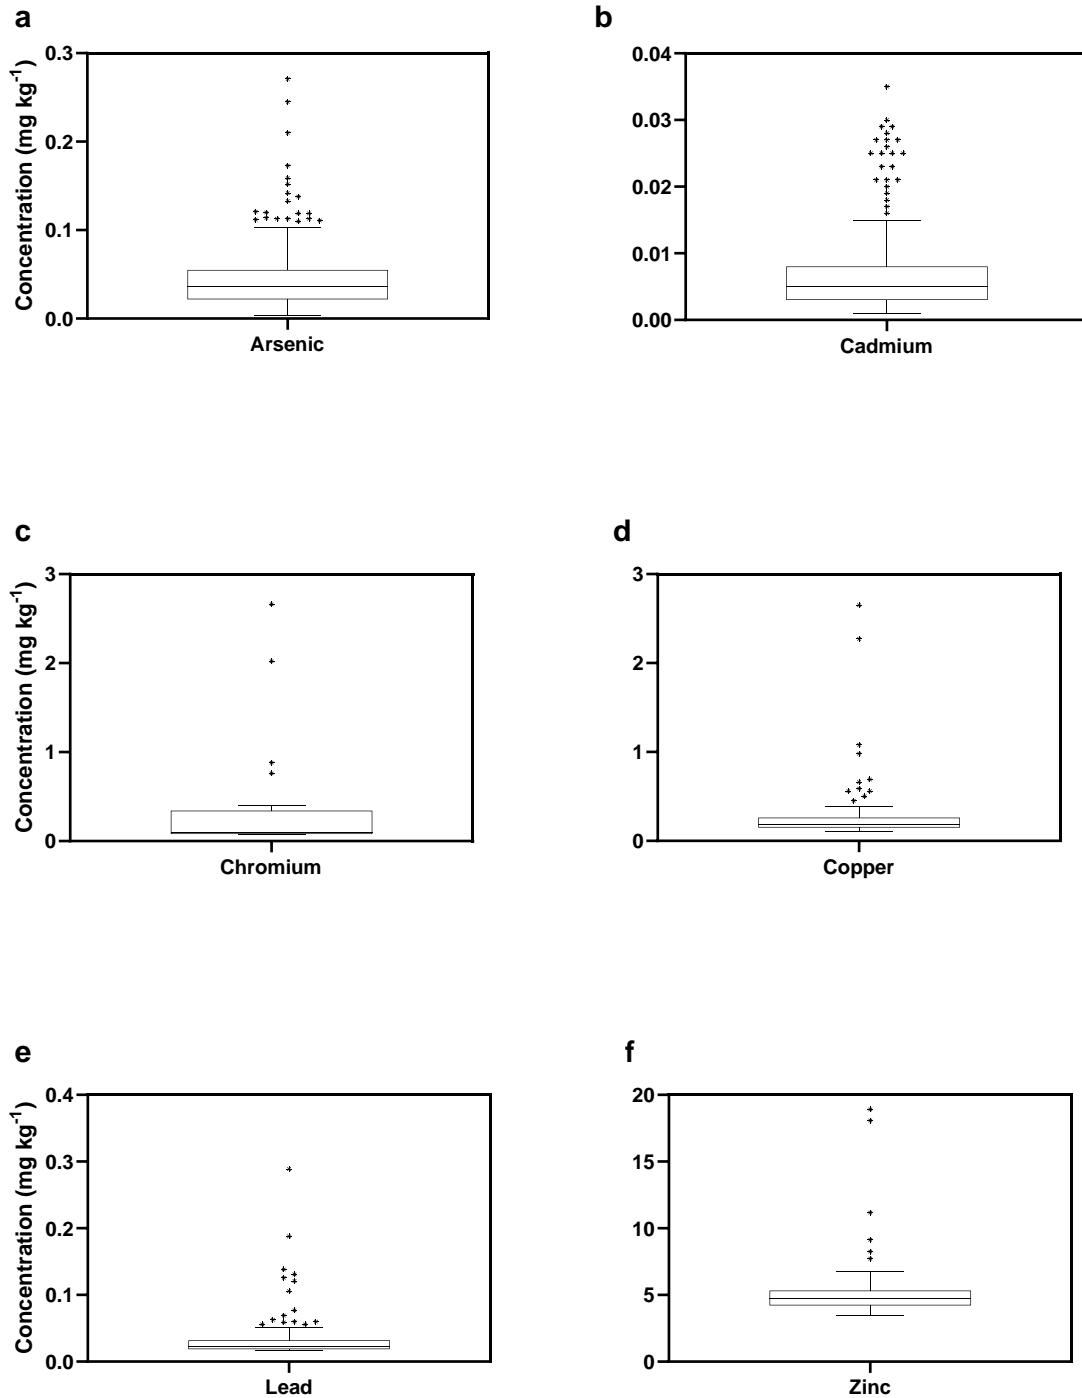 a
b
Concentration (mg kg-1)
0.3
0.2
0.1
0.0
Arsenic
0.04
0.03
0.02
0.01
0.00
Cadmium
c
d
Concentration (mg kg-1)
3
2
1
0
Chromium
3
2
1
0
Copper
e
f
Concentration (mg kg-1)
0.4
0.3
0.2
0.1
0.0
Lead
20
15
10
5
0
Zinc